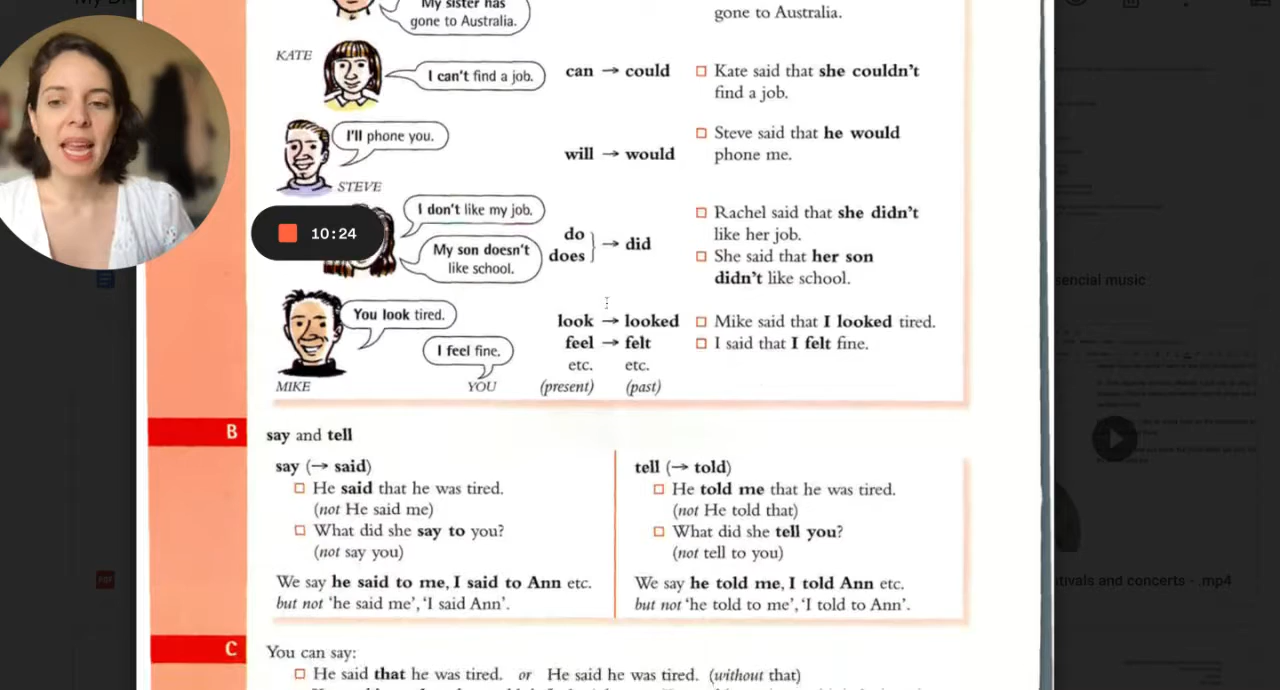 My sister has
gone to Australia.
gone to Australia.
KATE
I can't find a job.
can → could
□ Kate said that she couldn't
find a job.
I'll phone you.
STEVE
will → would
□ Steve said that he would
phone me.
10:24
I don't like my job.
My son doesn't
like school.
do
does
→ did
□ Rachel said that she didn't
like her job.
□ She said that her son
didn't like school.
You look tired.
I feel fine.
MIKE
YOU
look → looked
feel → felt
etc. etc.
(present) (past)
□ Mike said that I looked tired.
□ I said that I felt fine.
B
say and tell
say (→ said)
□ He said that he was tired.
(not He said me)
□ What did she say to you?
(not say you)
We say he said to me, I said to Ann etc.
but not 'he said me', 'I said Ann'.
tell (→ told)
□ He told me that he was tired.
(not He told that)
□ What did she tell you?
(not tell to you)
We say he told me, I told Ann etc.
but not 'he told to me', 'I told to Ann'.
C
You can say:
□ He said that he was tired. or He said he was tired. (without that)
sencial music
tivals and concerts - .mp4
PDF